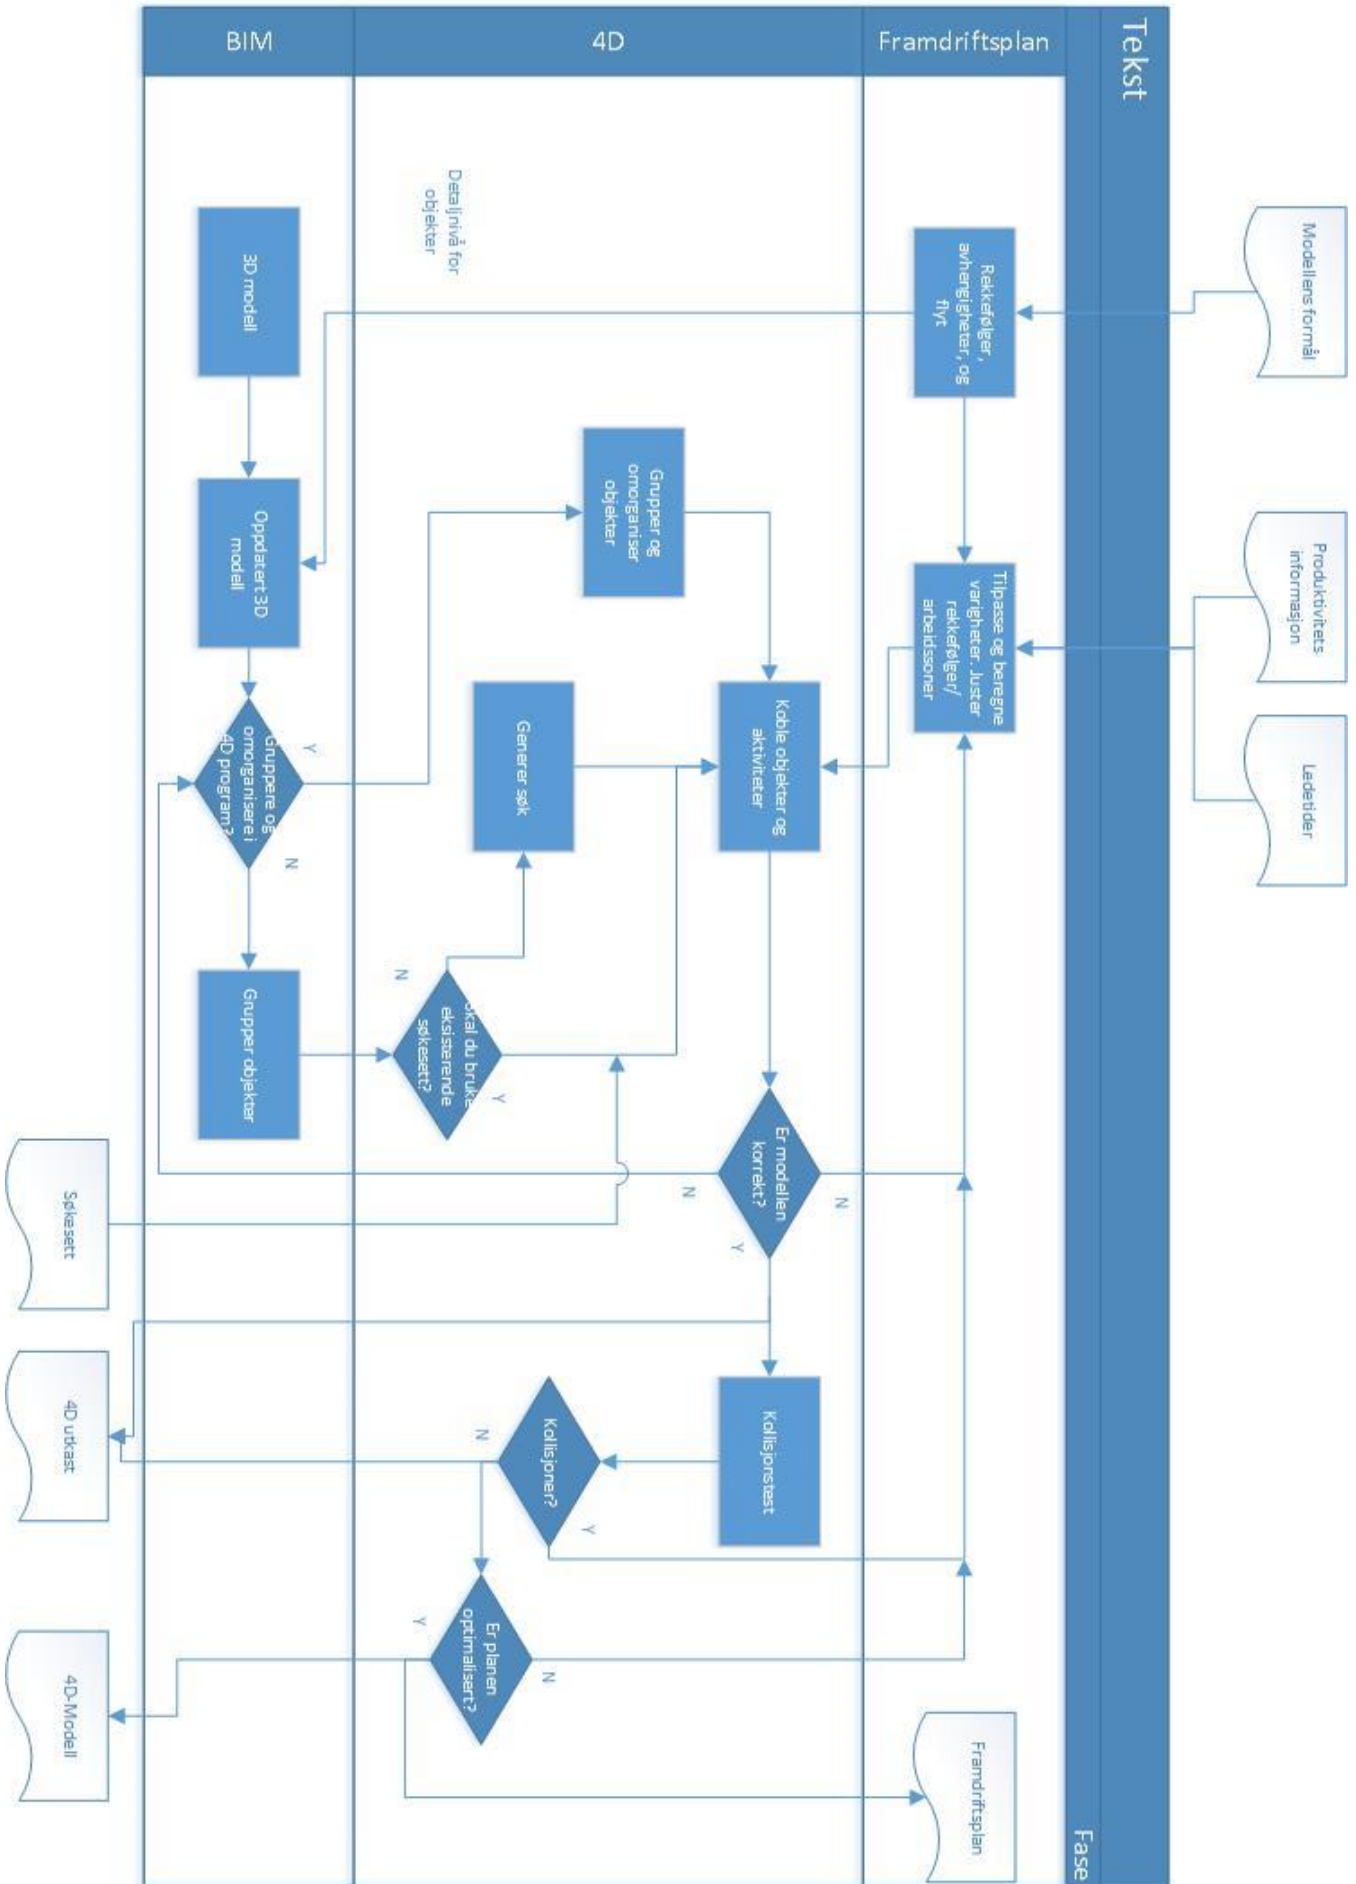 Modellens formål
Produktivitets-
informasjon
Ledetider
Tekst
Fase
Framdriftsplan
Rekkefølger,
avhengigheter, og
flyt
Tilpasse og beregne
varigheter. Juster
rekkefølger/
arbeidssoner
Framdriftsplan
4D
Detaljnivå for
objekter
Grupper og
omorganiser
objekter
Koble objekter og
aktiviteter
Generer søk
Skal du bruke
eksisterende
søkesett?
N
Y
Er modellen
korrekt?
N
N
Y
Kollisjonstest
Kollisjoner?
Y
N
Er planen
optimalisert?
N
Y
BIM
3D modell
Oppdatert 3D
modell
Gruppere og
omorganisere i
4D program?
Y
N
Grupper objekter
Søkesett
4D utkast
4D-Modell